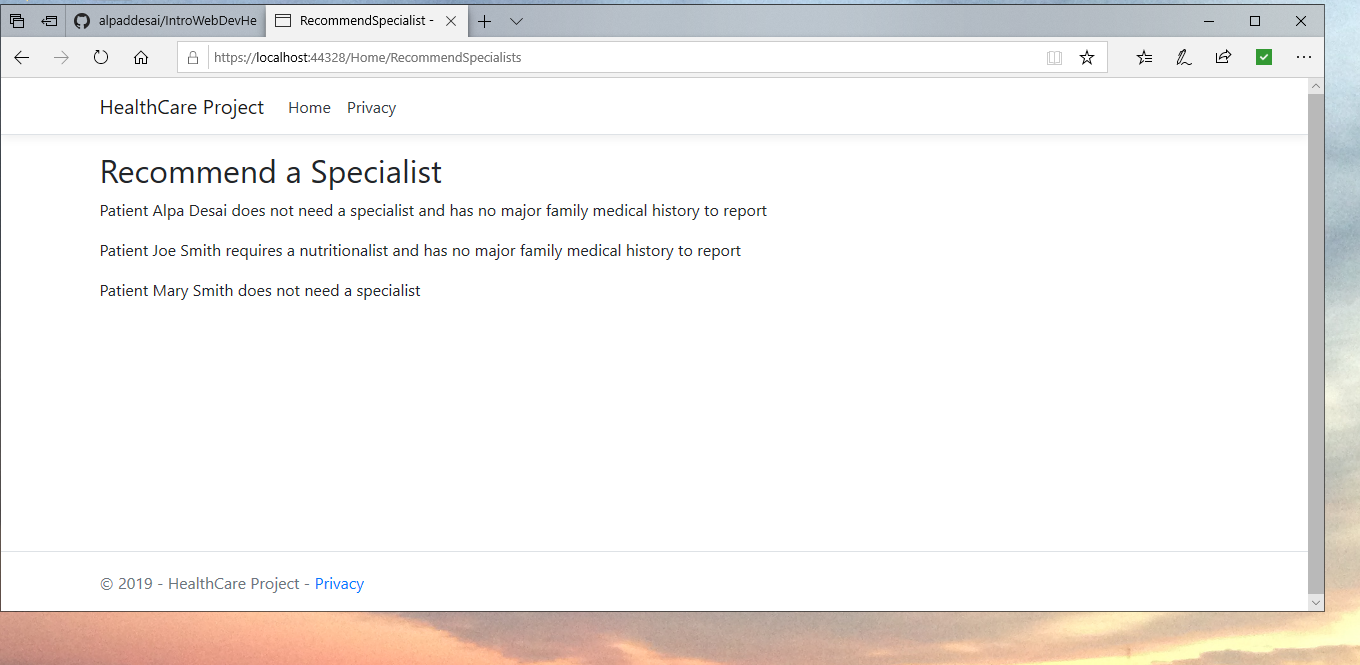 alpaddesai/IntroWebDevHe
RecommendSpecialist -
https://localhost:44328/Home/RecommendSpecialists
HealthCare Project Home Privacy
Recommend a Specialist
Patient Alpa Desai does not need a specialist and has no major family medical history to report
Patient Joe Smith requires a nutritionalist and has no major family medical history to report
Patient Mary Smith does not need a specialist
© 2019 - HealthCare Project - Privacy